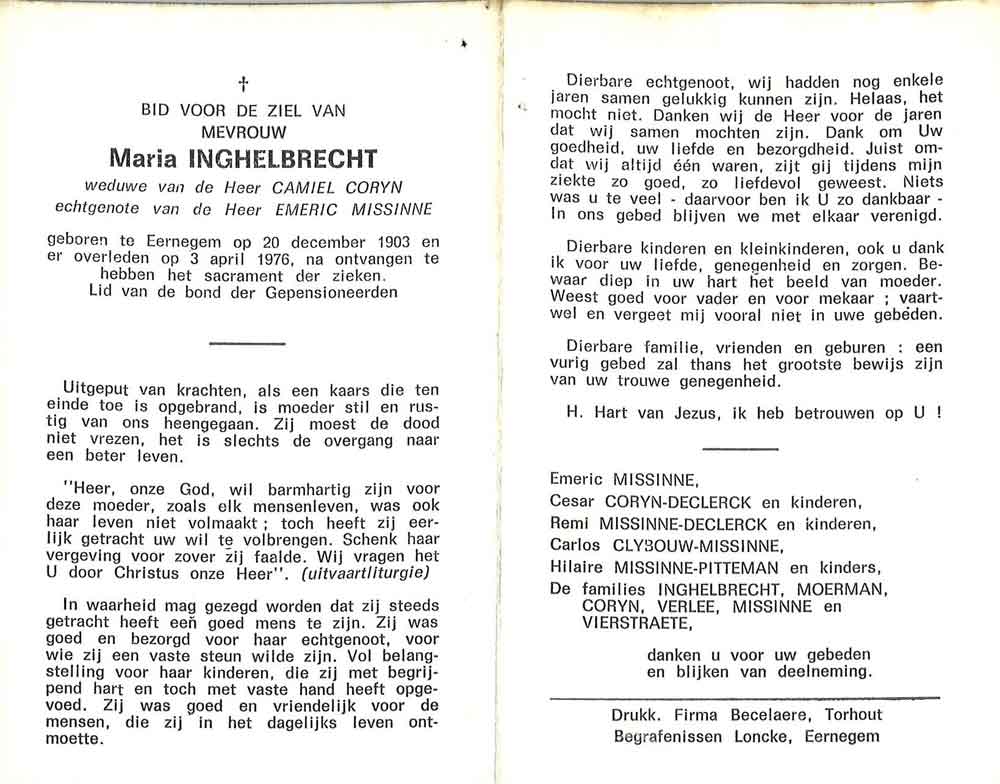 †
BID VOOR DE ZIEL VAN
MEVROUW
Maria INGHELBRECHT
weduwe van de Heer CAMIEL CORYN
echtgenote van de Heer EMERIC MISSINNE
geboren te Eernegem op 20 december 1903 en
er overleden op 3 april 1976, na ontvangen te
hebben het sacrament der zieken.
Lid van de bond der Gepensioneerden
Uitgeput van krachten, als een kaars die ten
einde toe is opgebrand, is moeder stil en rus-
tig van ons heengegaan. Zij moest de dood
niet vrezen, het is slechts de overgang naar
een beter leven.
"Heer, onze God, wil barmhartig zijn voor
deze moeder, zoals elk mensenleven, was ook
haar leven niet volmaakt ; toch heeft zij eer-
lijk getracht uw wil te volbrengen. Schenk haar
vergeving voor zover zij faalde. Wij vragen het
U door Christus onze Heer". (uitvaartliturgie)
In waarheid mag gezegd worden dat zij steeds
getracht heeft een goed mens te zijn. Zij was
goed en bezorgd voor haar echtgenoot, voor
wie zij een vaste steun wilde zijn. Vol belang-
stelling voor haar kinderen, die zij met begrij-
pend hart en toch met vaste hand heeft opge-
voed. Zij was goed en vriendelijk voor de
mensen, die zij in het dagelijks leven ont-
moette.
Dierbare echtgenoot, wij hadden nog enkele
jaren samen gelukkig kunnen zijn. Helaas, het
mocht niet. Danken wij de Heer voor de jaren
dat wij samen mochten zijn. Dank om Uw
goedheid, uw liefde en bezorgdheid. Juist om-
dat wij altijd één waren, zijt gij tijdens mijn
ziekte zo goed, zo liefdevol geweest. Niets
was u te veel - daarvoor ben ik U zo dankbaar -
In ons gebed blijven we met elkaar verenigd.
Dierbare kinderen en kleinkinderen, ook u dank
ik voor uw liefde, genegenheid en zorgen. Be-
waar diep in uw hart het beeld van moeder.
Weest goed voor vader en voor mekaar ; vaart-
wel en vergeet mij vooral niet in uwe gebeden.
Dierbare familie, vrienden en geburen : een
vurig gebed zal thans het grootste bewijs zijn
van uw trouwe genegenheid.
H. Hart van Jezus, ik heb betrouwen op U !
Emeric MISSINNE,
Cesar CORYN-DECLERCK en kinderen,
Remi MISSINNE-DECLERCK en kinderen,
Carlos CLYBOUW-MISSINNE,
Hilaire MISSINNE-PITTEMAN en kinders,
De families INGHELBRECHT, MOERMAN,
CORYN, VERLEE, MISSINNE en
VIERSTRAETE,
danken u voor uw gebeden
en blijken van deelneming.
Drukk. Firma Becelaere, Torhout
Begrafenissen Loncke, Eernegem